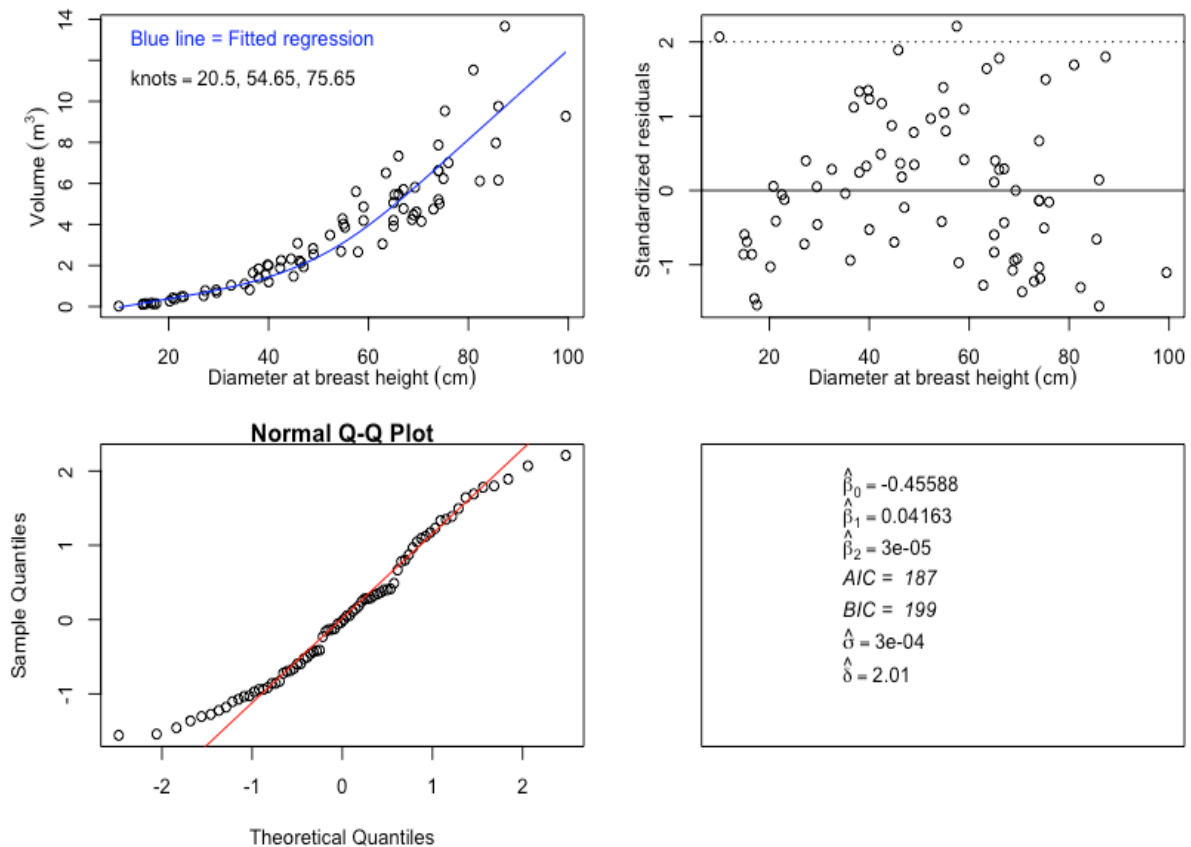 Blue line = Fitted regression
knots = 20.5, 54.65, 75.65
Volume (m³)
0 2 4 6 8 10 12 14
20 40 60 80 100
Diameter at breast height (cm)
Standardized residuals
-1 0 1 2
20 40 60 80 100
Diameter at breast height (cm)
Normal Q-Q Plot
Sample Quantiles
-1 0 1 2
-2 -1 0 1 2
Theoretical Quantiles
β̂₀ = -0.45588
β̂₁ = 0.04163
β̂₂ = 3e-05
AIC = 187
BIC = 199
σ̂ = 3e-04
δ̂ = 2.01